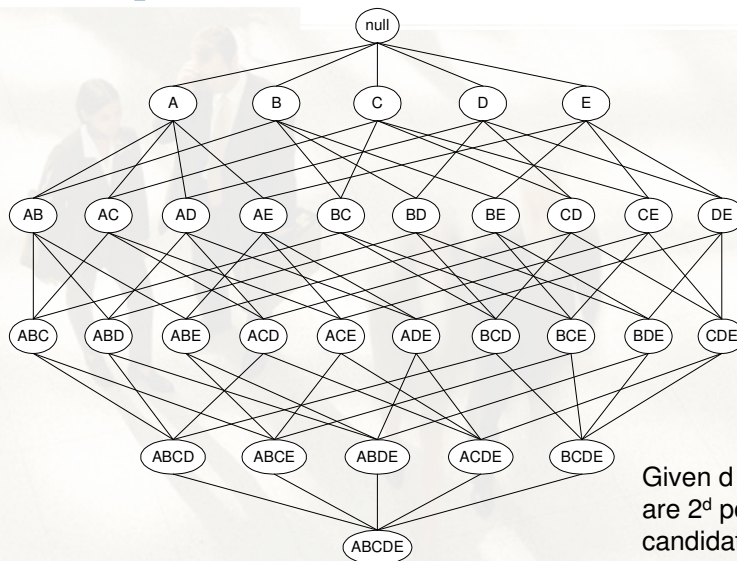 null
A B C D E
AB AC AD AE BC BD BE CD CE DE
ABC ABD ABE ACD ACE ADE BCD BCE BDE CDE
ABCD ABCE ABDE ACDE BCDE
Given d
are 2ᵈ
ABCDE